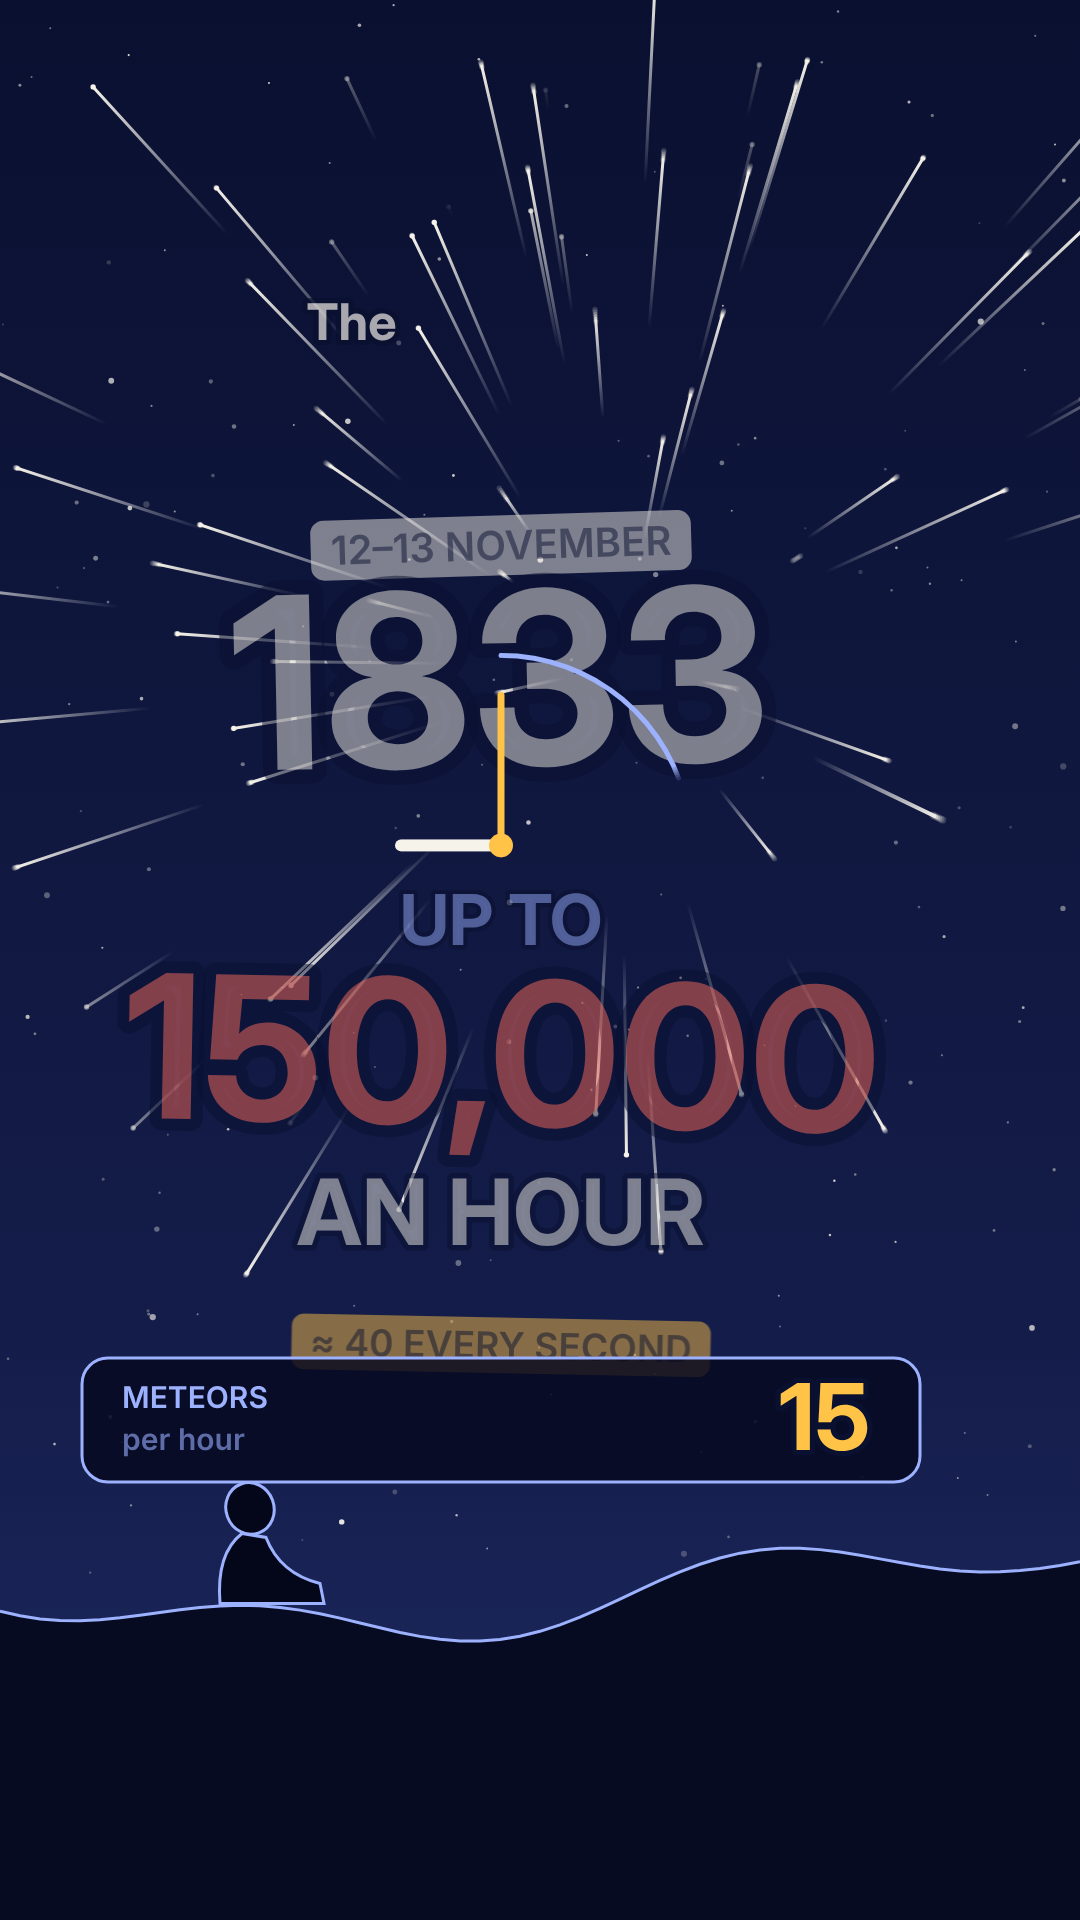 The
12–13 NOVEMBER
1833
UP TO
150,000
AN HOUR
≈ 40 EVERY SECOND
METEORS
per hour
15